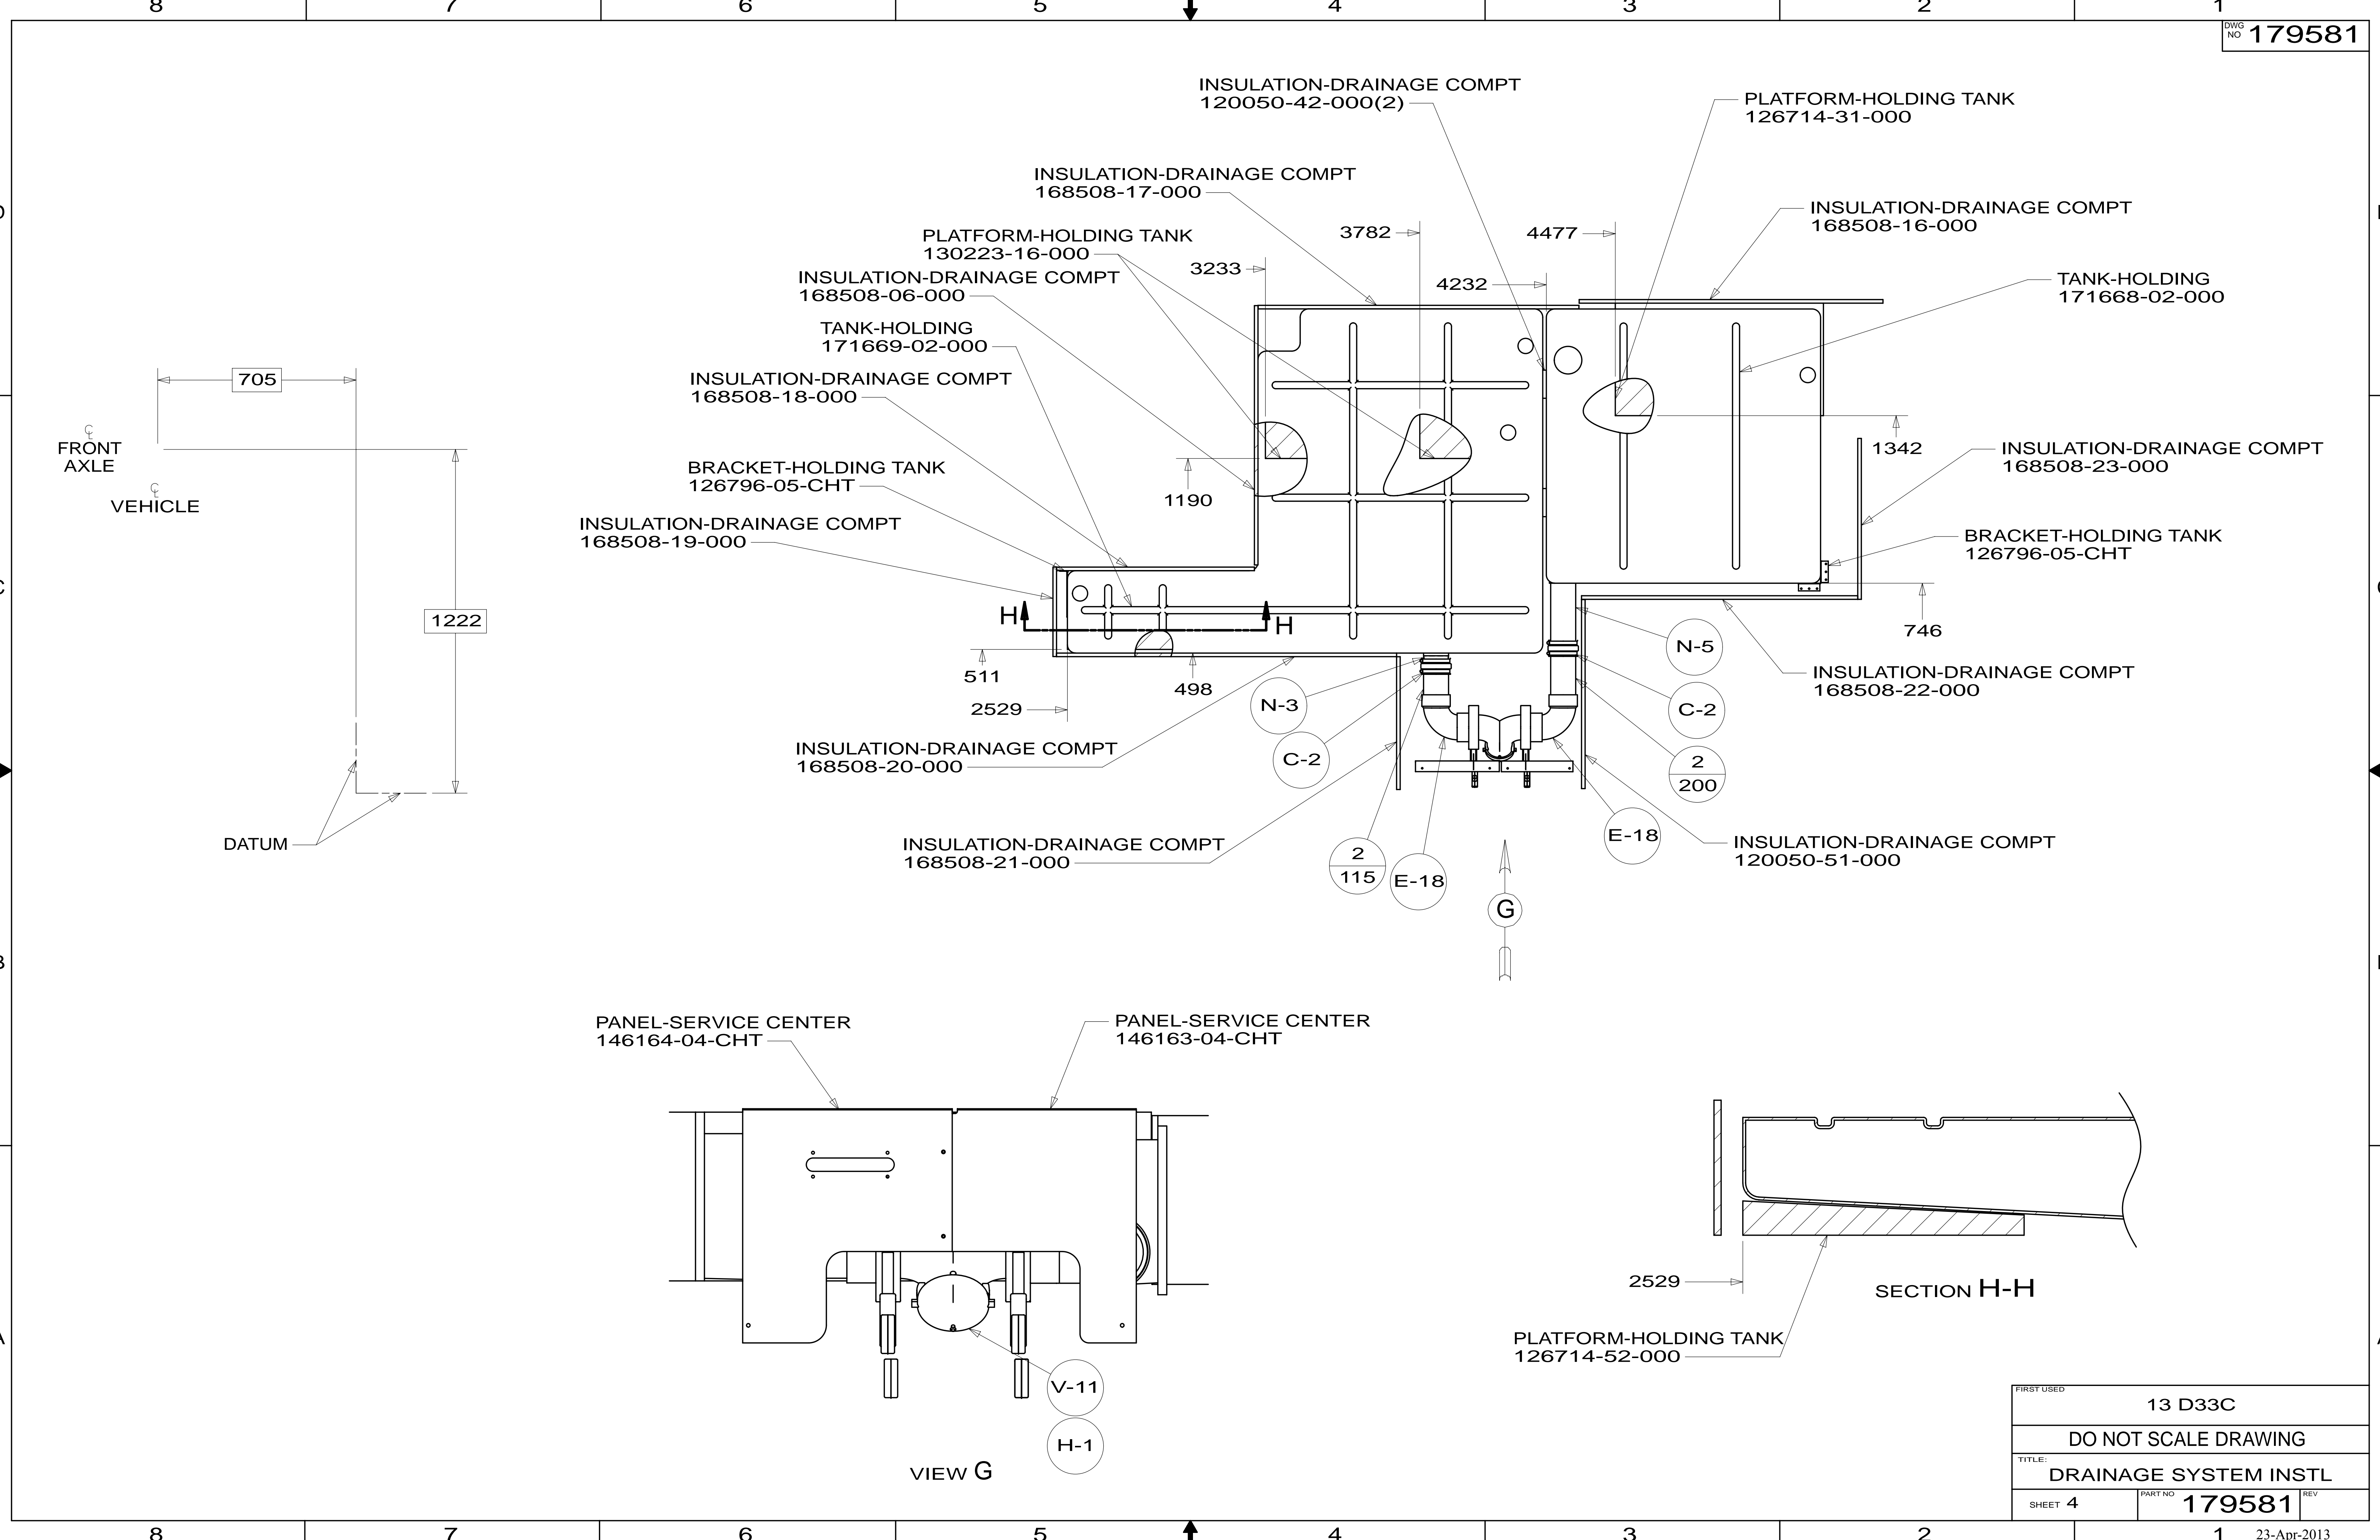 8 7 6 5 4 3 2 1
DWG
NO 179581
INSULATION-DRAINAGE COMPT
120050-42-000(2)
PLATFORM-HOLDING TANK
126714-31-000
INSULATION-DRAINAGE COMPT
168508-17-000
INSULATION-DRAINAGE COMPT
168508-16-000
PLATFORM-HOLDING TANK
130223-16-000
3782
4477
3233
4232
INSULATION-DRAINAGE COMPT
168508-06-000
TANK-HOLDING
171668-02-000
TANK-HOLDING
171669-02-000
INSULATION-DRAINAGE COMPT
168508-18-000
705
℄
FRONT
AXLE
℄
VEHICLE
1222
DATUM
BRACKET-HOLDING TANK
126796-05-CHT
INSULATION-DRAINAGE COMPT
168508-19-000
1190
1342
INSULATION-DRAINAGE COMPT
168508-23-000
BRACKET-HOLDING TANK
126796-05-CHT
H H
511
498
2529
746
N-5
INSULATION-DRAINAGE COMPT
168508-22-000
N-3
C-2
C-2
2
200
INSULATION-DRAINAGE COMPT
168508-20-000
INSULATION-DRAINAGE COMPT
168508-21-000
2
115
E-18
E-18
INSULATION-DRAINAGE COMPT
120050-51-000
G
PANEL-SERVICE CENTER
146164-04-CHT
PANEL-SERVICE CENTER
146163-04-CHT
V-11
H-1
VIEW G
2529
SECTION H-H
PLATFORM-HOLDING TANK
126714-52-000
FIRST USED
13 D33C
DO NOT SCALE DRAWING
TITLE:
DRAINAGE SYSTEM INSTL
SHEET 4
PART NO 179581
REV
8 7 6 5 4 3 2 1
23-Apr-2013